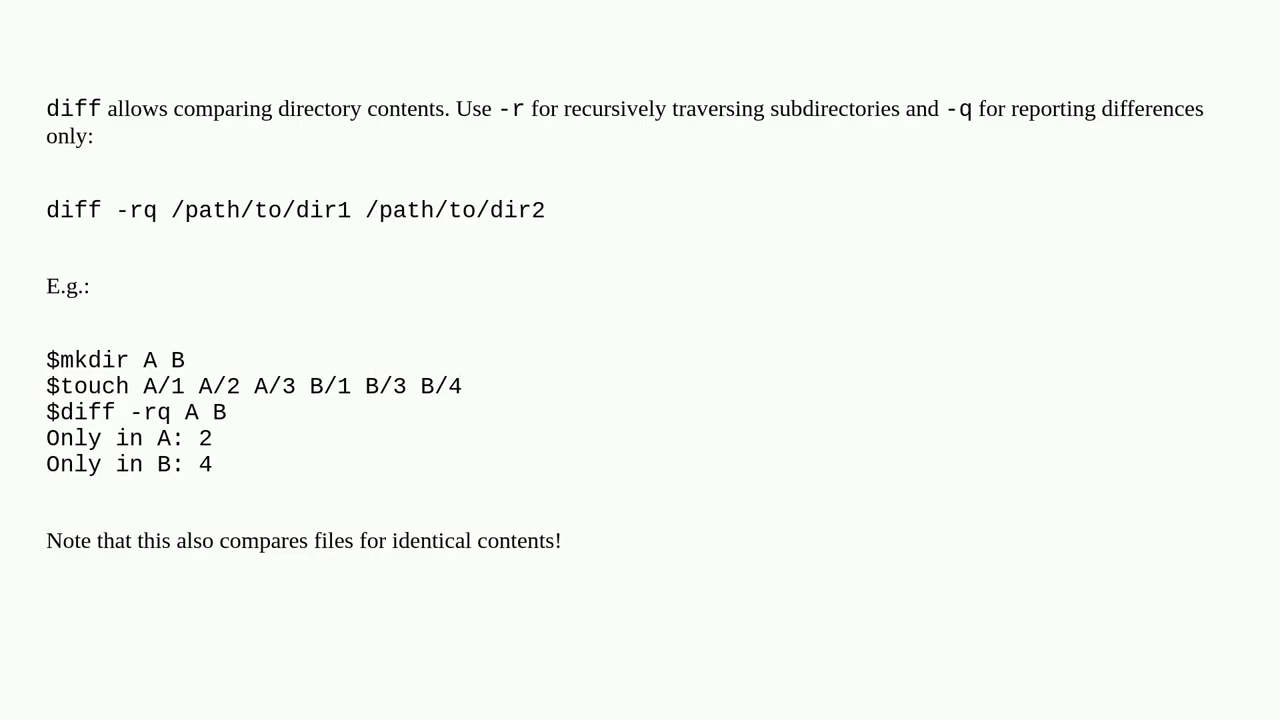 diff allows comparing directory contents. Use -r for recursively traversing subdirectories and -q for reporting differences
only:
diff -rq /path/to/dir1 /path/to/dir2
E.g.:
$mkdir A B
$touch A/1 A/2 A/3 B/1 B/3 B/4
$diff -rq A B
Only in A: 2
Only in B: 4
Note that this also compares files for identical contents!